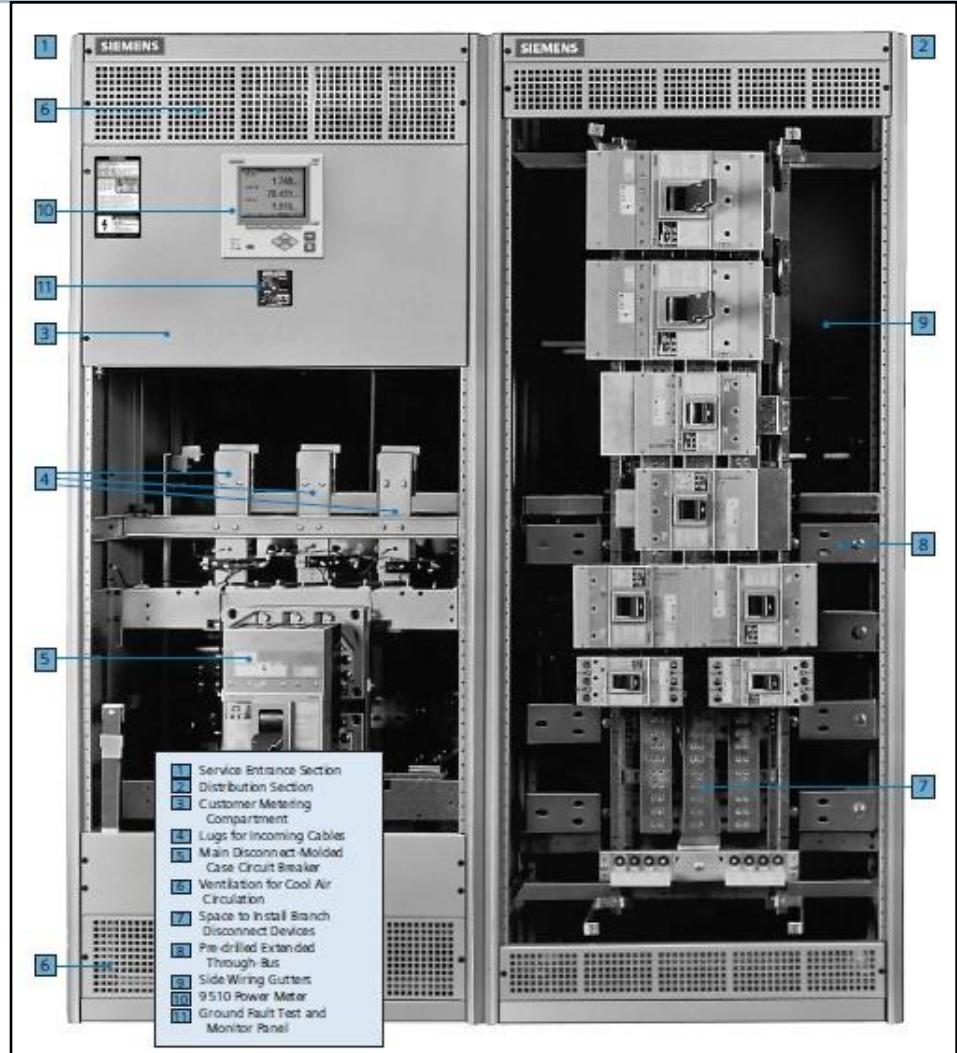 1
SIEMENS
SIEMENS
2
6
10
11
3
9
4
8
5
7
6
1 Service Entrance Section
2 Distribution Section
3 Customer Metering
Compartment
4 Lugs for Incoming Cables
5 Main Disconnect-Molded
Case Circuit Breaker
6 Ventilation for Cool Air
Circulation
7 Space to Install Branch
Disconnect Devices
8 Pre-drilled Extended
Through-Bus
9 Side Wiring Gutters
10 9510 Power Meter
11 Ground Fault Test and
Monitor Panel